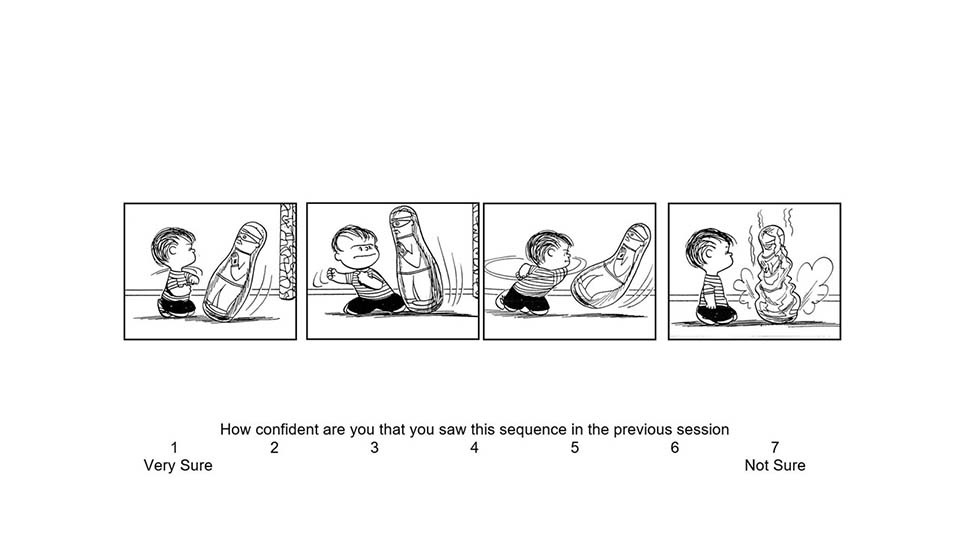 How confident are you that you saw this sequence in the previous session
1 2 3 4 5 6 7
Very Sure Not Sure